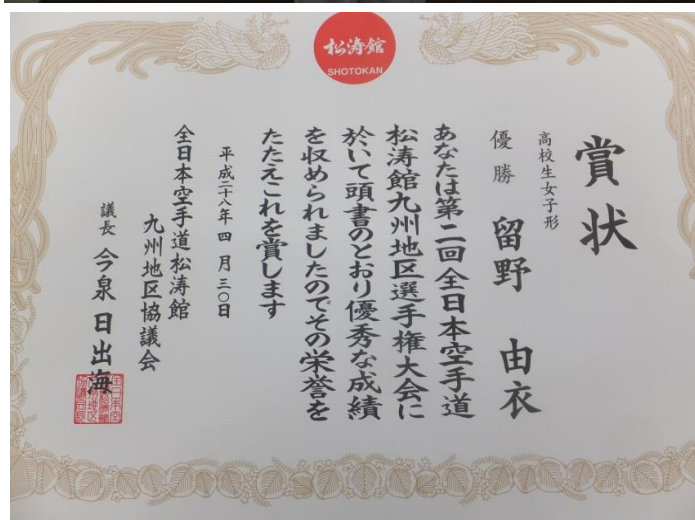 松涛館
SHOTOKAN
賞状
高校生女子形
優勝 留野 由衣
あなたは第二回全日本空手道
松涛館九州地区選手権大会に
於いて頭書のとおり優秀な成績
を収められましたのでその栄誉を
たたえこれを賞します
平成二十八年四月三〇日
全日本空手道松涛館
九州地区協議会
議長 今泉日出海